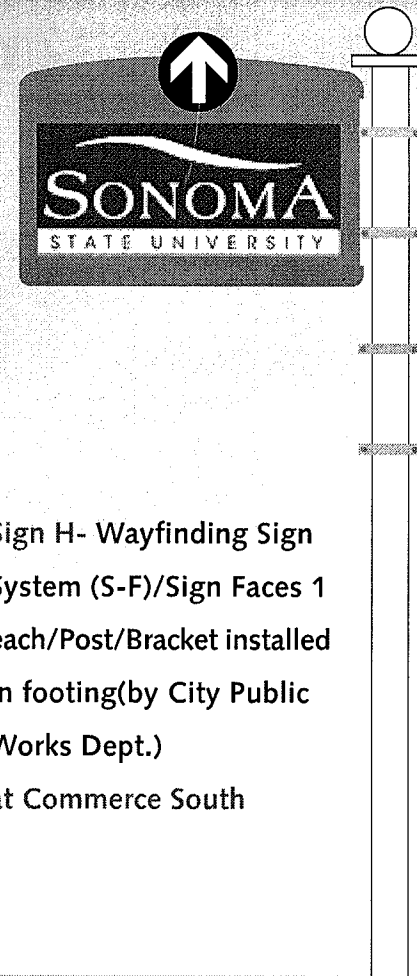 SONOMA
STATE UNIVERSITY
Sign H- Wayfinding Sign
System (S-F)/Sign Faces 1
each/Post/Bracket installed
in footing(by City Public
Works Dept.)
at Commerce South